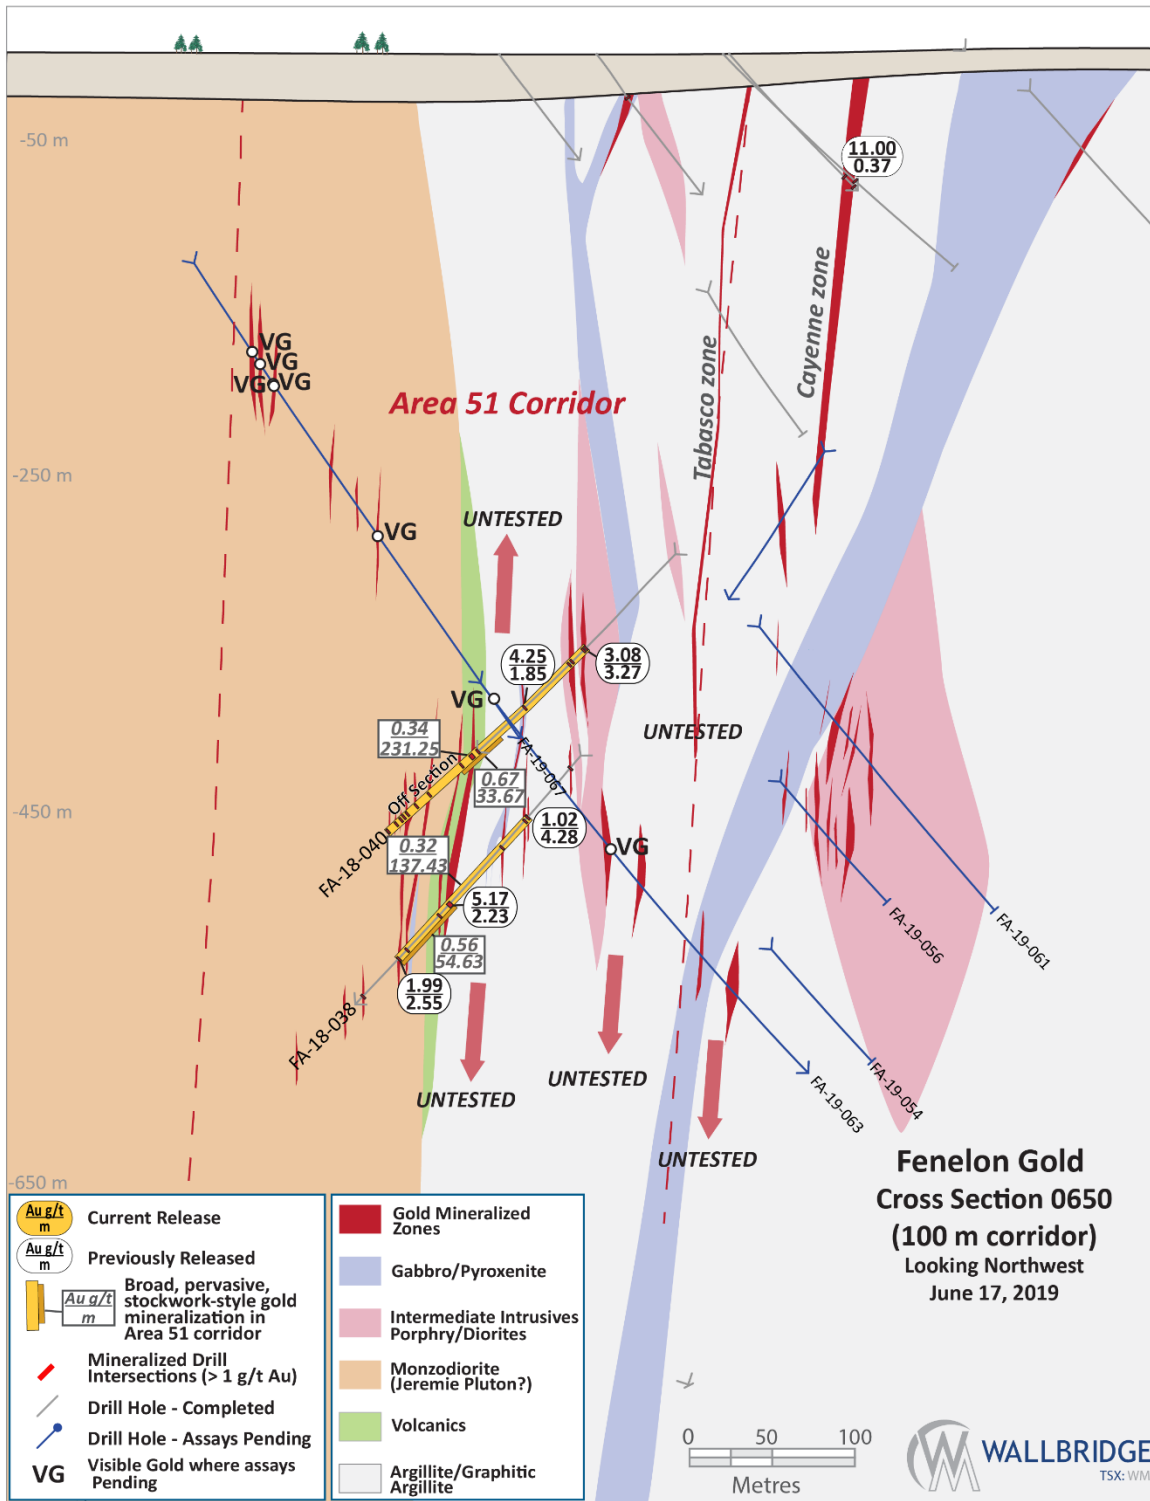 -50 m
11.00
0.37
Tabasco zone
Cayenne zone
VG
VG
VG
VG
Area 51 Corridor
-250 m
UNTESTED
VG
4.25
1.85
3.08
3.27
VG
0.34
231.25
UNTESTED
FA-19-067
Off Section
0.67
33.67
-450 m
1.02
4.28
VG
FA-18-040
0.32
137.43
5.17
2.23
FA-19-056
FA-19-061
0.56
54.63
1.99
2.55
FA-18-038
UNTESTED
UNTESTED
FA-19-063
FA-19-054
UNTESTED
-650 m
Fenelon Gold
Cross Section 0650
(100 m corridor)
Looking Northwest
June 17, 2019
Au g/t
m
Current Release
Au g/t
m
Previously Released
Au g/t
m
Broad, pervasive,
stockwork-style gold
mineralization in
Area 51 corridor
Mineralized Drill
Intersections (> 1 g/t Au)
Drill Hole - Completed
Drill Hole - Assays Pending
VG
Visible Gold where assays
Pending
Gold Mineralized
Zones
Gabbro/Pyroxenite
Intermediate Intrusives
Porphry/Diorites
Monzodiorite
(Jeremie Pluton?)
Volcanics
Argillite/Graphitic
Argillite
0 50 100
Metres
WALLBRIDGE
TSX: WM